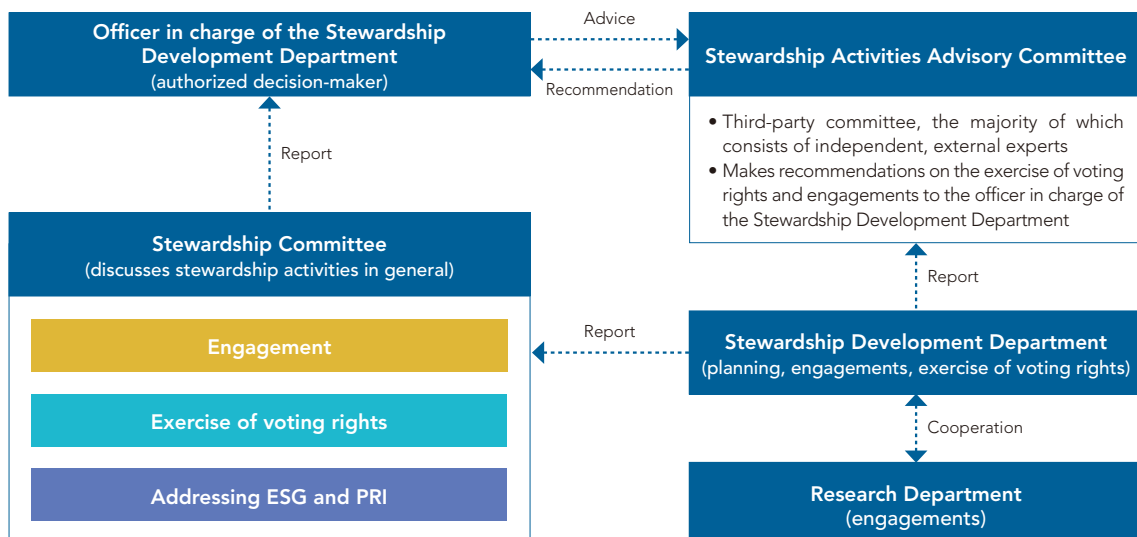 Officer in charge of the Stewardship
Development Department
(authorized decision-maker)
Advice
Recommendation
Stewardship Activities Advisory Committee
• Third-party committee, the majority of which
consists of independent, external experts
• Makes recommendations on the exercise of voting
rights and engagements to the officer in charge of
the Stewardship Development Department
Report
Stewardship Committee
(discusses stewardship activities in general)
Engagement
Exercise of voting rights
Addressing ESG and PRI
Report
Report
Stewardship Development Department
(planning, engagements, exercise of voting rights)
Cooperation
Research Department
(engagements)